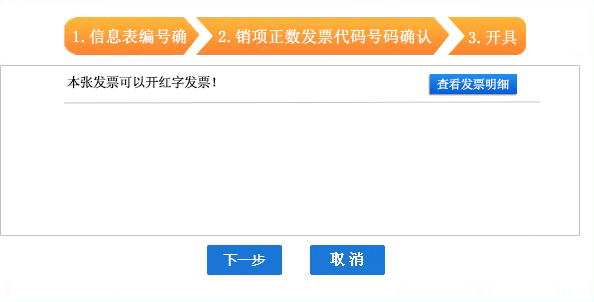 1.信息表编号确
2.销项正数发票代码号码确认
3.开具
本张发票可以开红字发票！
查看发票明细
下一步
取消